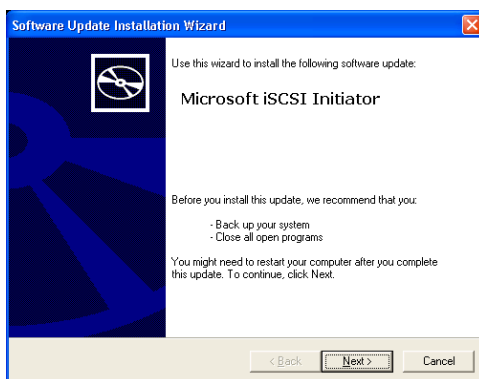 Software Update Installation Wizard
Use this wizard to install the following software update:
Microsoft iSCSI Initiator
Before you install this update, we recommend that you:
- Back up your system
- Close all open programs
You might need to restart your computer after you complete
this update. To continue, click Next.
< Back
Next >
Cancel